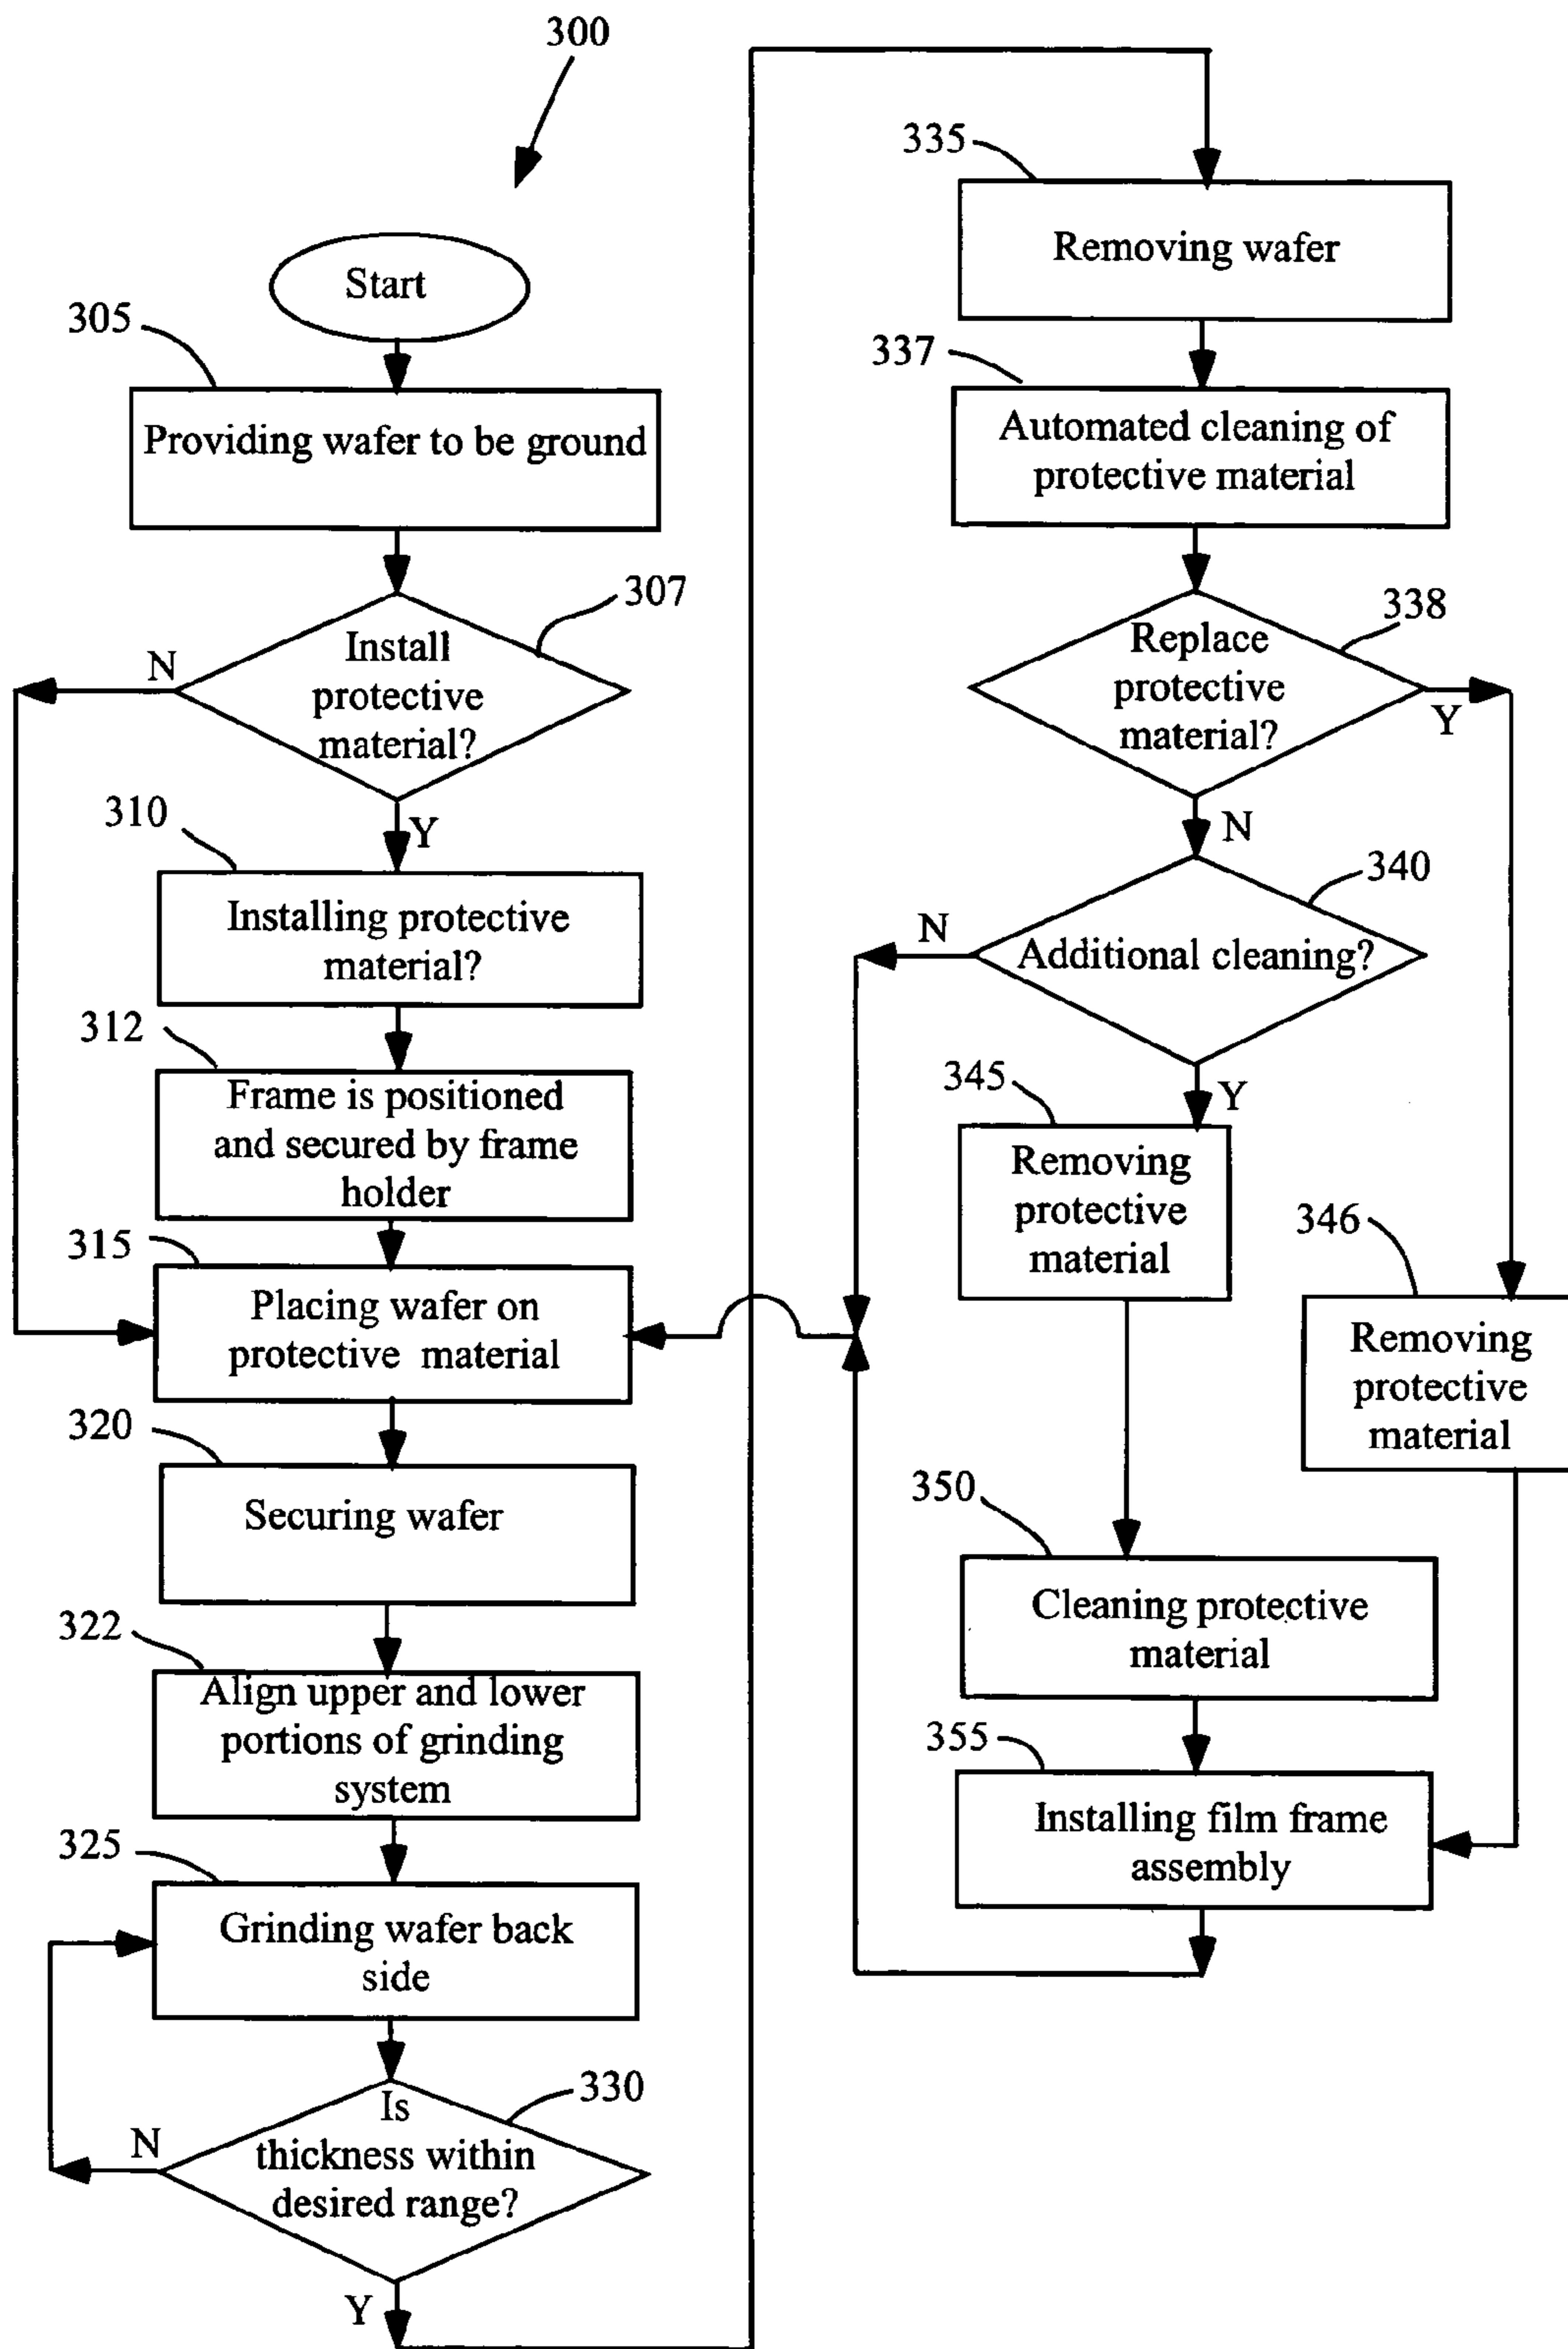 300
Start
305
Providing wafer to be ground
307
Install
protective
material?
N
Y
310
Installing protective
material?
312
Frame is positioned
and secured by frame
holder
315
Placing wafer on
protective material
320
Securing wafer
322
Align upper and lower
portions of grinding
system
325
Grinding wafer back
side
330
Is
thickness within
desired range?
N
Y
335
Removing wafer
337
Automated cleaning of
protective material
338
Replace
protective
material?
Y
N
340
Additional cleaning?
N
Y
345
Removing
protective
material
346
Removing
protective
material
350
Cleaning protective
material
355
Installing film frame
assembly